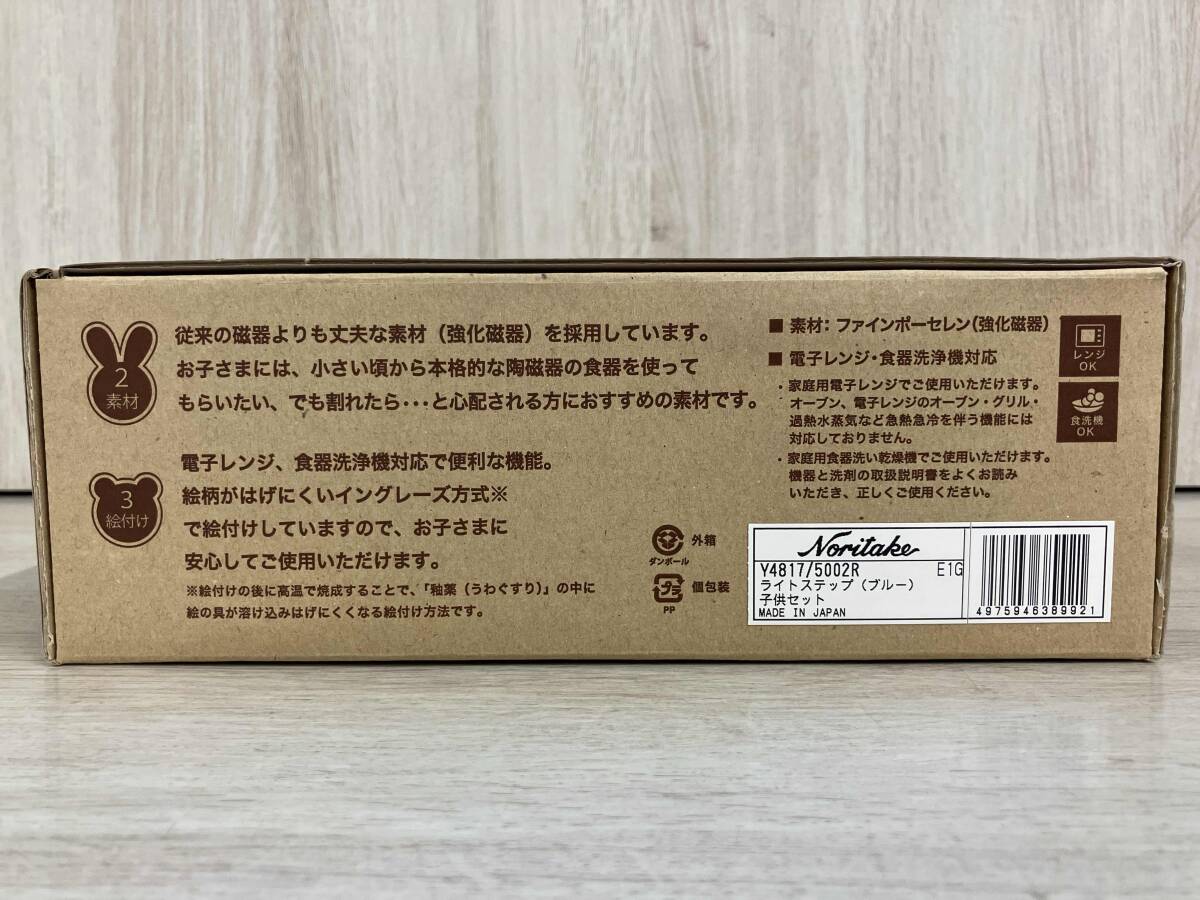 2
素材
従来の磁器よりも丈夫な素材（強化磁器）を採用しています。
お子さまには、小さい頃から本格的な陶磁器の食器を使って
もらいたい、でも割れたら･･･と心配される方におすすめの素材です。
3
絵付け
電子レンジ、食器洗浄機対応で便利な機能。
絵柄がはげにくいイングレーズ方式※
で絵付けしていますので、お子さまに
安心してご使用いただけます。
※絵付けの後に高温で焼成することで、「釉薬（うわぐすり）」の中に
絵の具が溶け込みはげにくくなる絵付け方法です。
■ 素材：ファインポーセレン（強化磁器）
■ 電子レンジ・食器洗浄機対応
・家庭用電子レンジでご使用いただけます。
オーブン、電子レンジのオーブン・グリル・
過熱水蒸気など急熱急冷を伴う機能には
対応しておりません。
・家庭用食器洗い乾燥機でご使用いただけます。
機器と洗剤の取扱説明書をよくお読み
いただき、正しくご使用ください。
レンジ
OK
食洗機
OK
外箱
ダンボール
プラ
個包装
PP
Noritake
Y4817/5002R E1G
ライトステップ（ブルー）
子供セット
MADE IN JAPAN
4975946389921